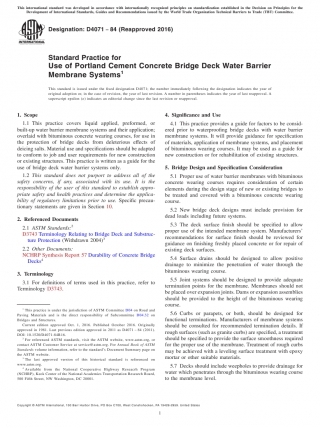 This international standard was developed in accordance with internationally recognized principles on standardization established in the Decision on Principles for the
Development of International Standards, Guides and Recommendations issued by the World Trade Organization Technical Barriers to Trade (TBT) Committee.
INTERNATIONAL
Designation: D4071 − 84 (Reapproved 2016)
Standard Practice for
Use of Portland Cement Concrete Bridge Deck Water Barrier
Membrane Systems1
This standard is issued under the fixed designation D4071; the number immediately following the designation indicates the year of
original adoption or, in the case of revision, the year of last revision. A number in parentheses indicates the year of last reapproval. A
superscript epsilon (ε) indicates an editorial change since the last revision or reapproval.
1. Scope
1.1 This practice covers liquid applied, preformed, or
built-up water barrier membrane systems and their application,
overlaid with bituminous concrete wearing courses, for use in
the protection of bridge decks from deleterious effects of
deicing salts. Material use and specifications should be adapted
to conform to job and user requirements for new construction
or existing structures. This practice is written as a guide for the
use of bridge deck water barrier systems only.
1.2 This standard does not purport to address all of the
safety concerns, if any, associated with its use. It is the
responsibility of the user of this standard to establish appro-
priate safety and health practices and determine the applica-
bility of regulatory limitations prior to use. Specific precau-
tionary statements are given in Section 10.
2. Referenced Documents
2.1 ASTM Standards:2
D3743 Terminology Relating to Bridge Deck and Substruc-
ture Protection (Withdrawn 2004)3
2.2 Other Documents:
NCHRP Synthesis Report 57 Durability of Concrete Bridge
Decks4
3. Terminology
3.1 For definitions of terms used in this practice, refer to
Terminology D3743.
1 This practice is under the jurisdiction of ASTM Committee D04 on Road and
Paving Materials and is the direct responsibility of Subcommittee
Bridges and Structures.
Current edition approved Oct. 1, 2016. Published October 2016. Originally
approved in
2 For referenced ASTM standards, visit the ASTM website, www.astm.org, or
contact ASTM Customer Service at service@astm.org. For Annual Book of ASTM
Standards volume information, refer to the standard's Document Summary page on
the ASTM website.
3 The last approved version of this historical standard is referenced on
www.astm.org.
4 Available from the National Cooperative Highway Research Program
(NCHRP), Keck Center of the National Academies Transportation Research Board,
500 Fifth Street, NW, Washington, DC 20001.
4. Significance and Use
4.1 This practice provides a guide for factors to be consid-
ered prior to waterproofing bridge decks with water barrier
membrane systems. It will provide guidance for specification
of materials, application of membrane systems, and placement
of bituminous wearing courses. It may be used as a guide for
new construction or for rehabilitation of existing structures.
5. Bridge Design and Specification Consideration
5.1 Proper use of water barrier membranes with bituminous
concrete wearing courses requires consideration of certain
elements during the design stage of new or existing bridges to
be treated and covered with a bituminous concrete wearing
course.
5.2 New bridge deck designs must include provision for
dead loads including future systems.
5.3 The deck surface finish should be specified to allow
proper use of the intended membrane system. Manufacturers'
recommendations for surface finish should be reviewed for
guidance on finishing freshly placed concrete or for repair of
existing deck surfaces.
5.4 Surface drains should be designed to allow positive
drainage to minimize the penetration of water through the
bituminous wearing course.
5.5 Joint systems should be designed to provide adequate
termination points for the membrane. Membranes should not
be placed over expansion joints. Dams or expansion assemblies
should be provided to the height of the bituminous wearing
course.
5.6 Curbs or parapets, or both, should be designed for
functional terminations. Manufacturers of membrane systems
should be consulted for recommended termination details. If
rough surface (such as granite curbs) are specified, a treatment
should be specified to provide the surface smoothness required
for the proper use of the membrane. Treatment of rough curbs
may be achieved with a leveling surface treatment with epoxy
mortar or other suitable materials.
5.7 Decks should include weepholes to provide drainage for
water which penetrates through the bituminous wearing course
to the membrane level.
Copyright © ASTM International, 100 Barr Harbor Drive, PO Box C700, West Conshohocken, PA 19428-2959. United States
1